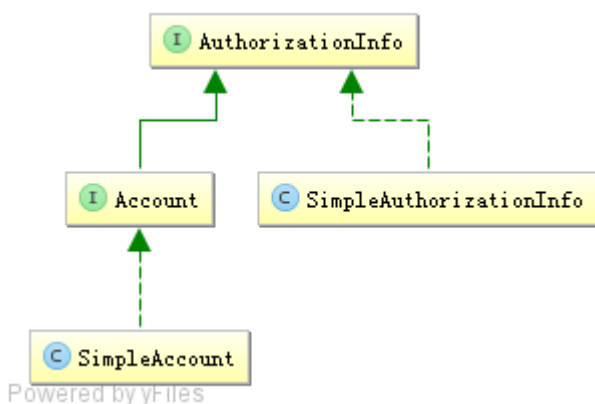 I AuthorizationInfo
I Account
C SimpleAuthorizationInfo
C SimpleAccount
Powered by yFiles